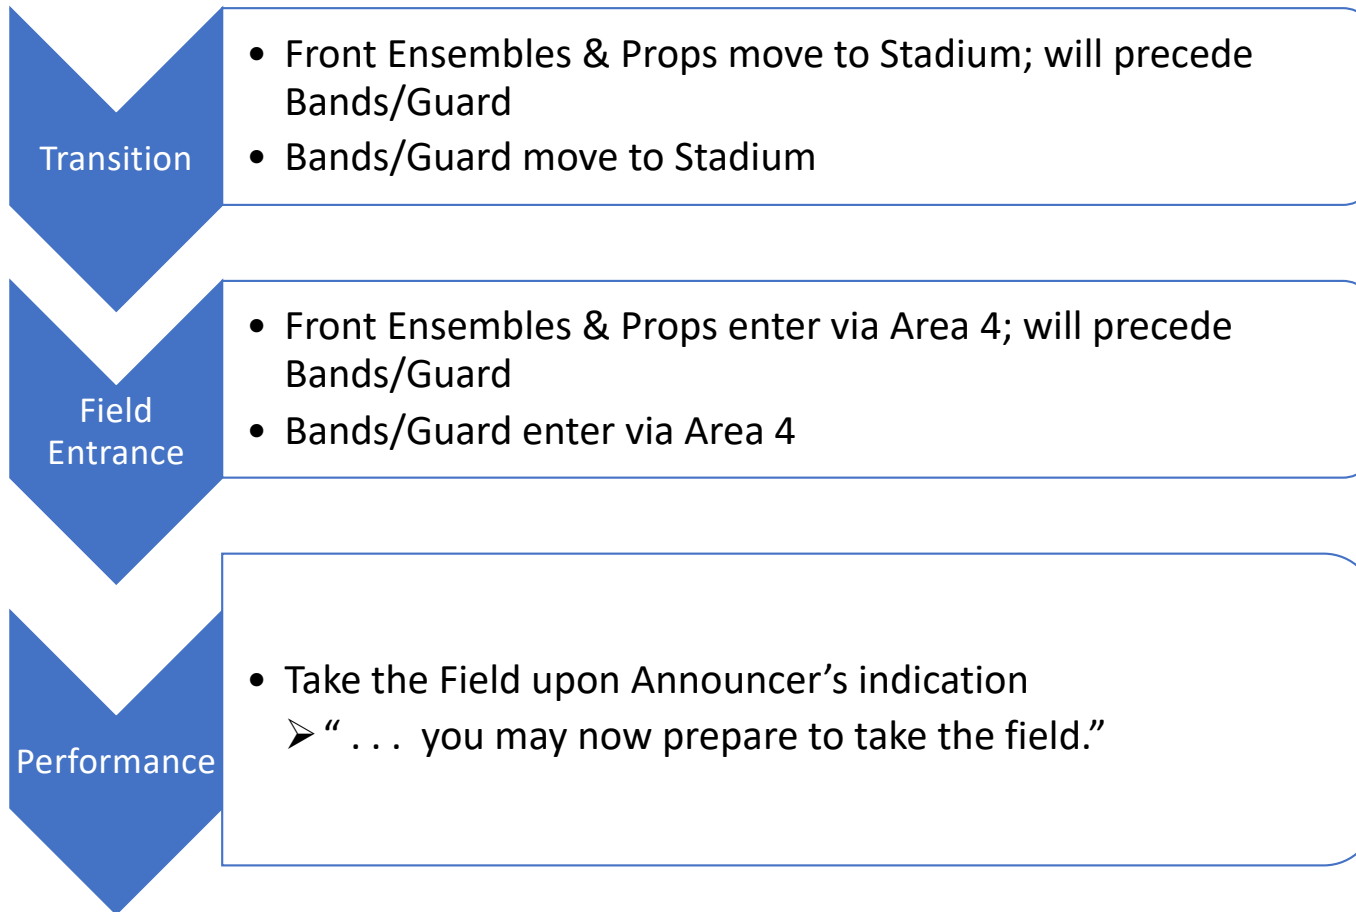 Transition
• Front Ensembles & Props move to Stadium; will precede
Bands/Guard
• Bands/Guard move to Stadium
Field
Entrance
• Front Ensembles & Props enter via Area 4; will precede
Bands/Guard
• Bands/Guard enter via Area 4
Performance
• Take the Field upon Announcer’s indication
➢ “ . . .  you may now prepare to take the field.”